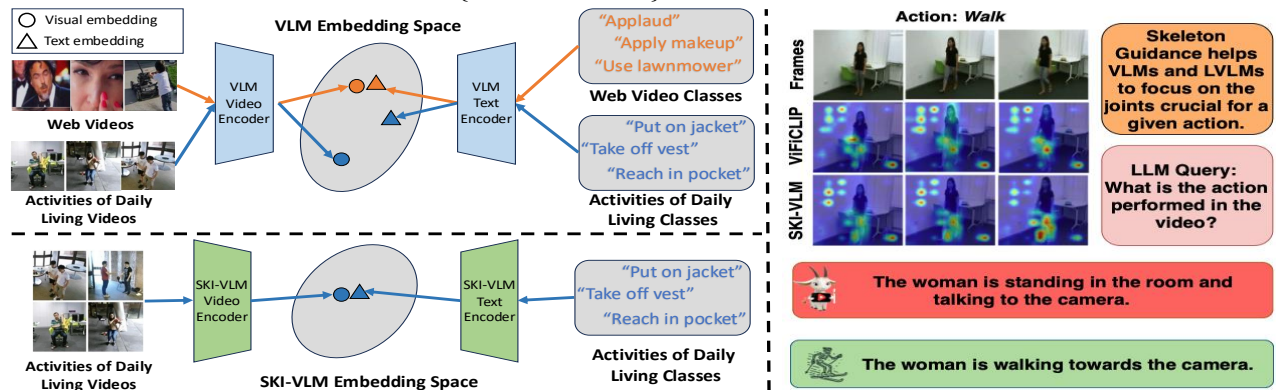 Visual embedding
Text embedding
Web Videos
Activities of Daily
Living Videos
VLM
Video
Encoder
VLM Embedding Space
VLM
Text
Encoder
“Applaud”
“Apply makeup”
“Use lawnmower”
Web Video Classes
“Put on jacket”
“Take off vest”
“Reach in pocket”
Activities of Daily
Living Classes
Activities of Daily
Living Videos
SKI-VLM
Video
Encoder
SKI-VLM Embedding Space
SKI-VLM
Text
Encoder
“Put on jacket”
“Take off vest”
“Reach in pocket”
Activities of Daily
Living Classes
Action: Walk
Frames
ViFiCLIP
SKI-VLM
Skeleton
Guidance helps
VLMs and LVLMs
to focus on the
joints crucial for a
given action.
LLM Query:
What is the action
performed in the
video?
The woman is standing in the room and
talking to the camera.
The woman is walking towards the camera.